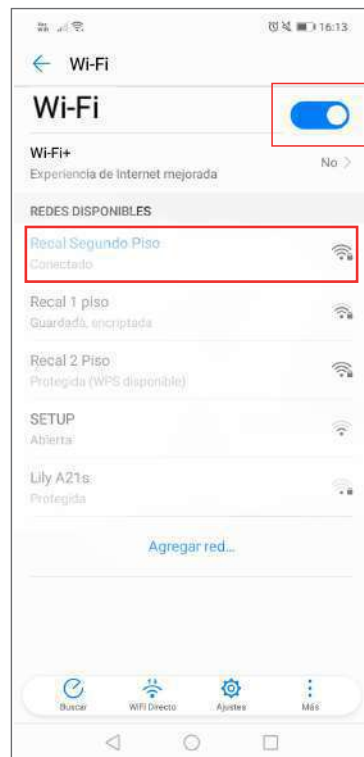 16:13
Wi-Fi
Wi-Fi
Wi-Fi+
Experiencia de Internet mejorada
No
REDES DISPONIBLES
Recal Segundo Piso
Conectado
Recal 1 piso
Guardada, encriptada
Recal 2 Piso
Protegida (WPS disponible)
SETUP
Abierta
Lily A21s
Protegida
Agregar red...
Buscar
WiFi Directo
Ajustes
Más